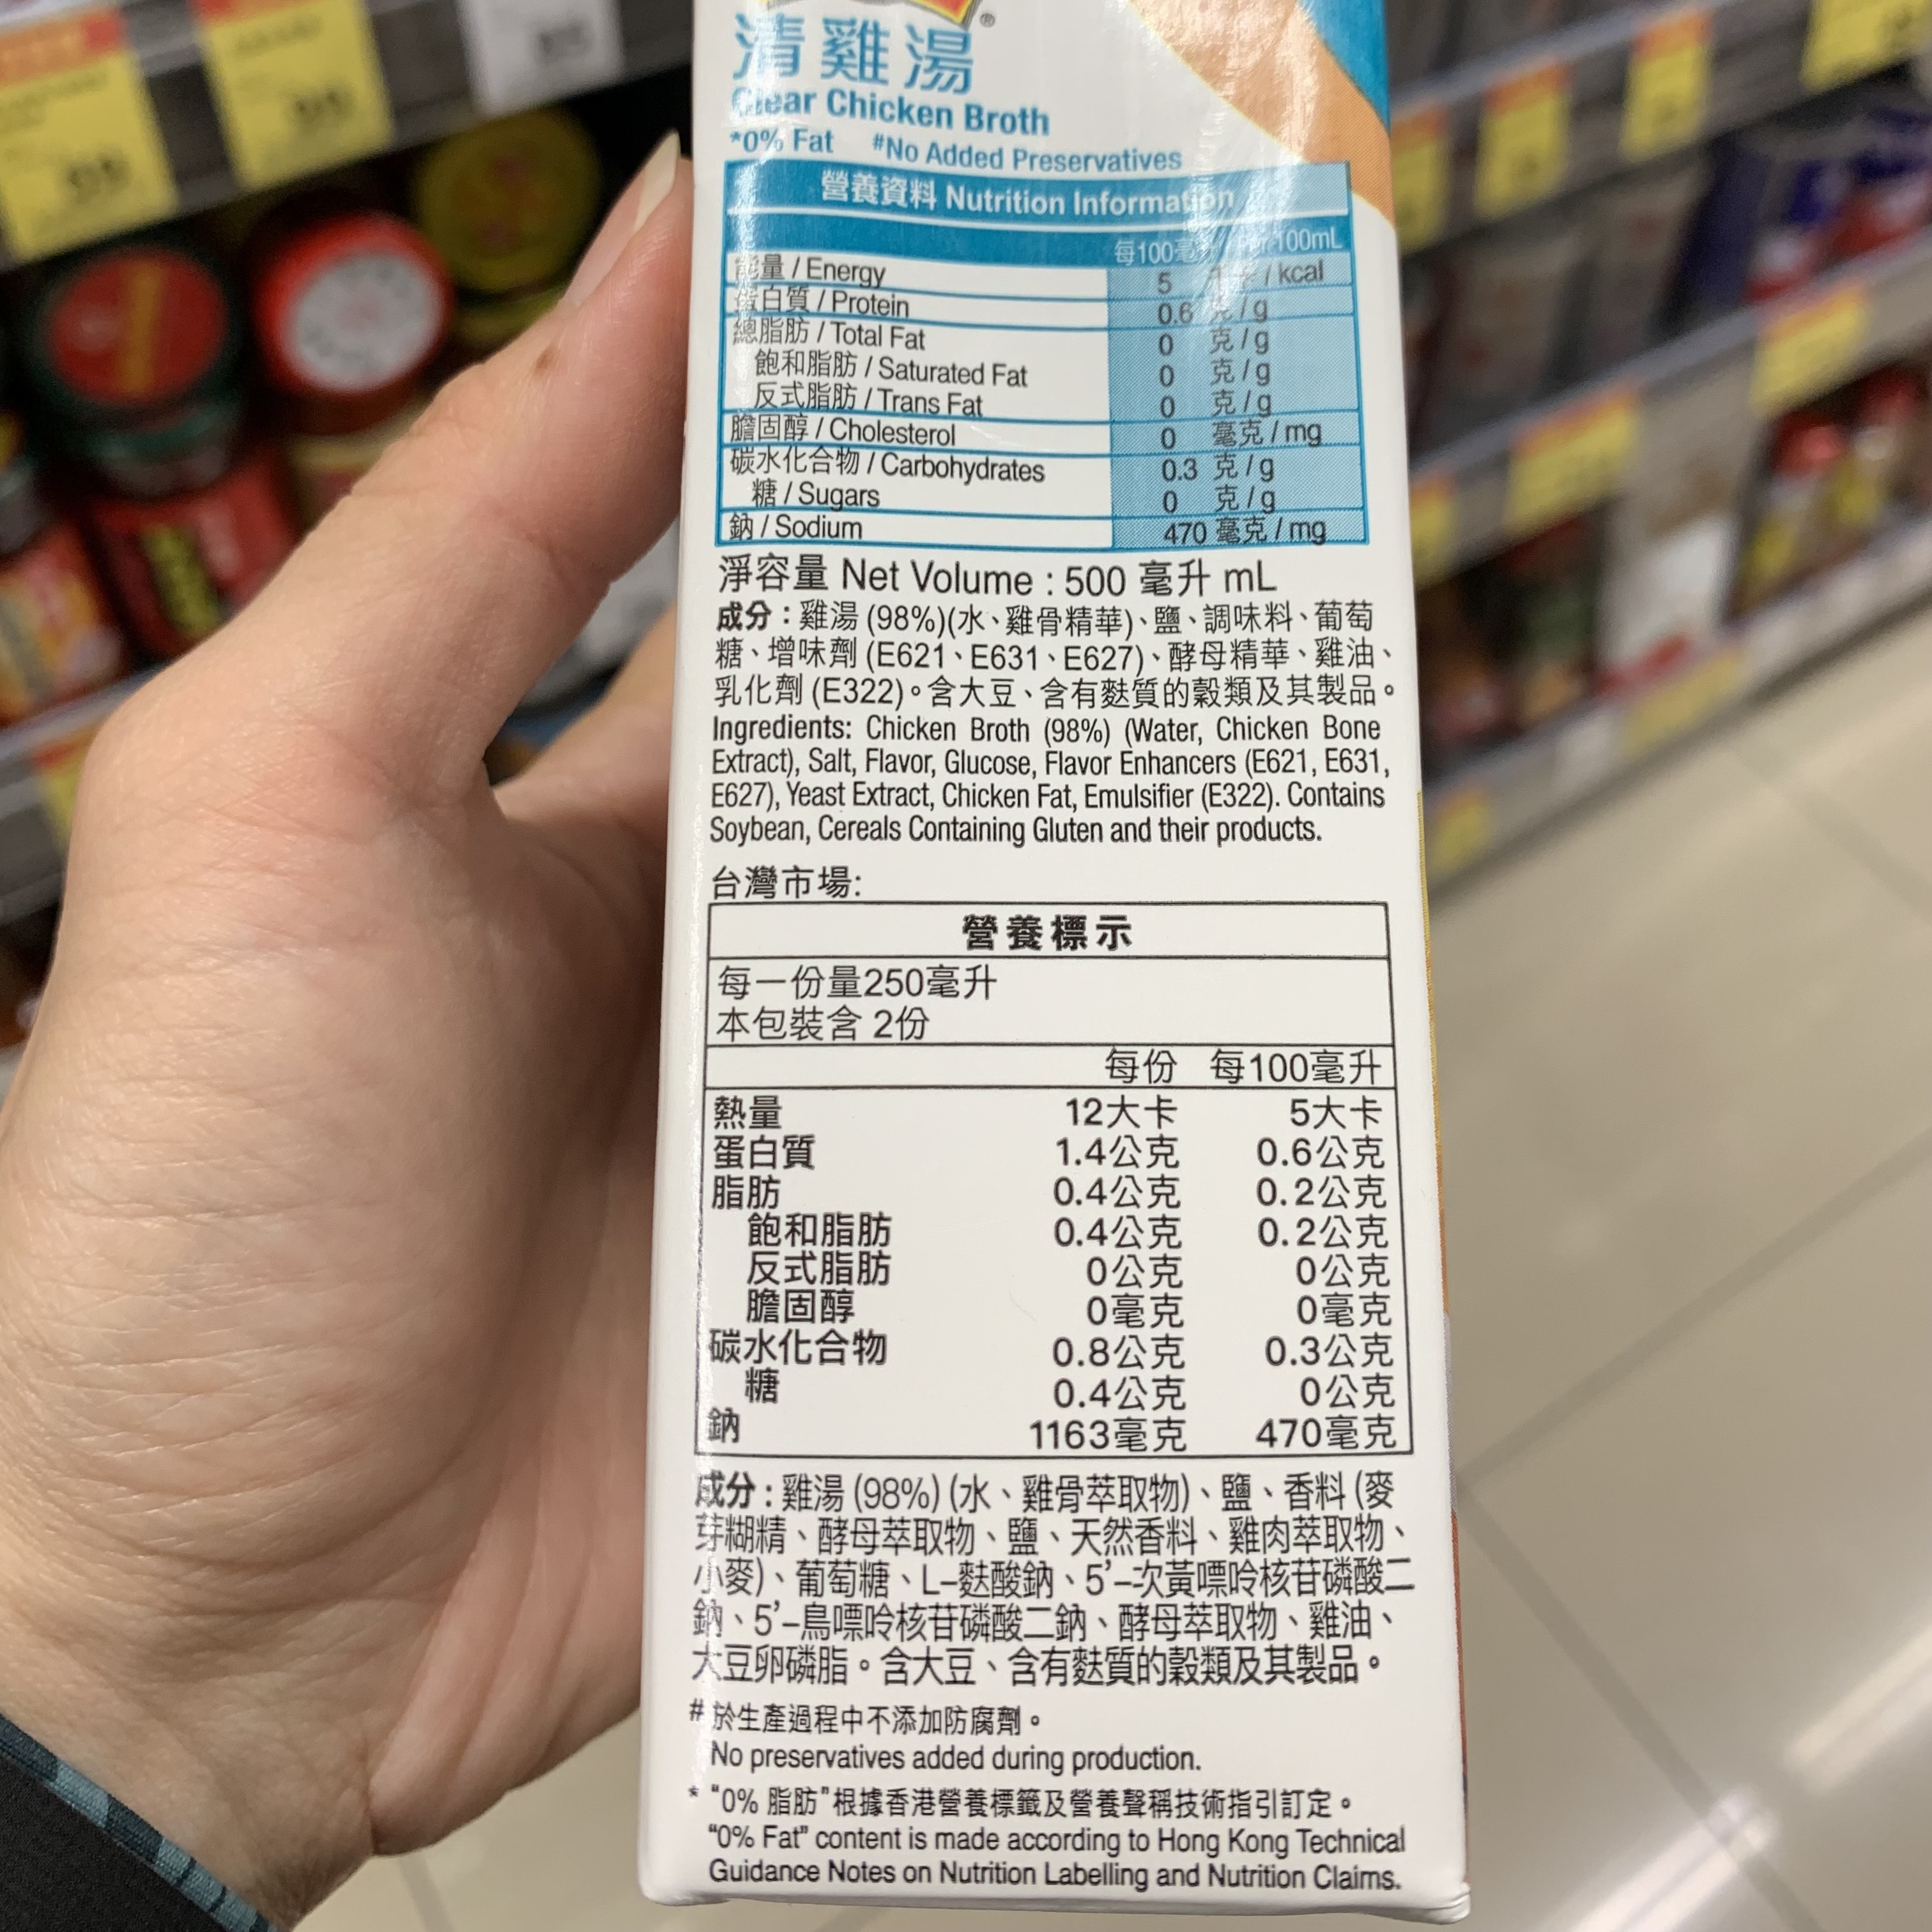 清雞湯
®
Clear Chicken Broth
*0% Fat #No Added Preservatives
營養資料 Nutrition Information
每100毫升 / Per 100mL
能量 / Energy 5 千卡 / kcal
蛋白質 / Protein 0.6 克 / g
總脂肪 / Total Fat 0 克 / g
飽和脂肪 / Saturated Fat 0 克 / g
反式脂肪 / Trans Fat 0 克 / g
膽固醇 / Cholesterol 0 毫克 / mg
碳水化合物 / Carbohydrates 0.3 克 / g
糖 / Sugars 0 克 / g
鈉 / Sodium 470 毫克 / mg
淨容量 Net Volume : 500 毫升 mL
成分：雞湯 (98%)(水、雞骨精華)、鹽、調味料、葡萄
糖、增味劑 (E621、E631、E627)、酵母精華、雞油、
乳化劑 (E322)。含大豆、含有麩質的穀類及其製品。
Ingredients: Chicken Broth (98%) (Water, Chicken Bone
Extract), Salt, Flavor, Glucose, Flavor Enhancers (E621, E631,
E627), Yeast Extract, Chicken Fat, Emulsifier (E322). Contains
Soybean, Cereals Containing Gluten and their products.
台灣市場:
營養標示
每一份量250毫升
本包裝含 2份
每份 每100毫升
熱量 12大卡 5大卡
蛋白質 1.4公克 0.6公克
脂肪 0.4公克 0.2公克
飽和脂肪 0.4公克 0.2公克
反式脂肪 0公克 0公克
膽固醇 0毫克 0毫克
碳水化合物 0.8公克 0.3公克
糖 0.4公克 0公克
鈉 1163毫克 470毫克
成分：雞湯 (98%) (水、雞骨萃取物)、鹽、香料 (麥
芽糊精、酵母萃取物、鹽、天然香料、雞肉萃取物、
小麥)、葡萄糖、L-麩酸鈉、5'-次黃嘌呤核苷磷酸二
鈉、5'-鳥嘌呤核苷磷酸二鈉、酵母萃取物、雞油、
大豆卵磷脂。含大豆、含有麩質的穀類及其製品。
# 於生產過程中不添加防腐劑。
No preservatives added during production.
* "0% 脂肪"根據香港營養標籤及營養聲稱技術指引訂定。
"0% Fat" content is made according to Hong Kong Technical
Guidance Notes on Nutrition Labelling and Nutrition Claims.